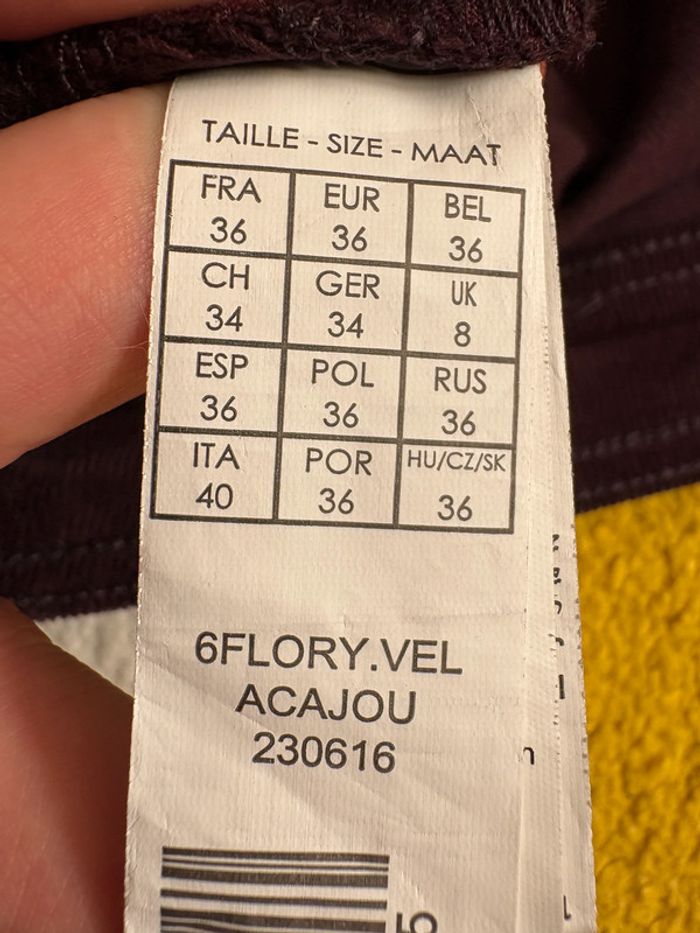 TAILLE - SIZE - MAAT
FRA EUR BEL
36 36 36
CH GER UK
34 34 8
ESP POL RUS
36 36 36
ITA POR HU/CZ/SK
40 36 36
6FLORY.VEL
ACAJOU
230616